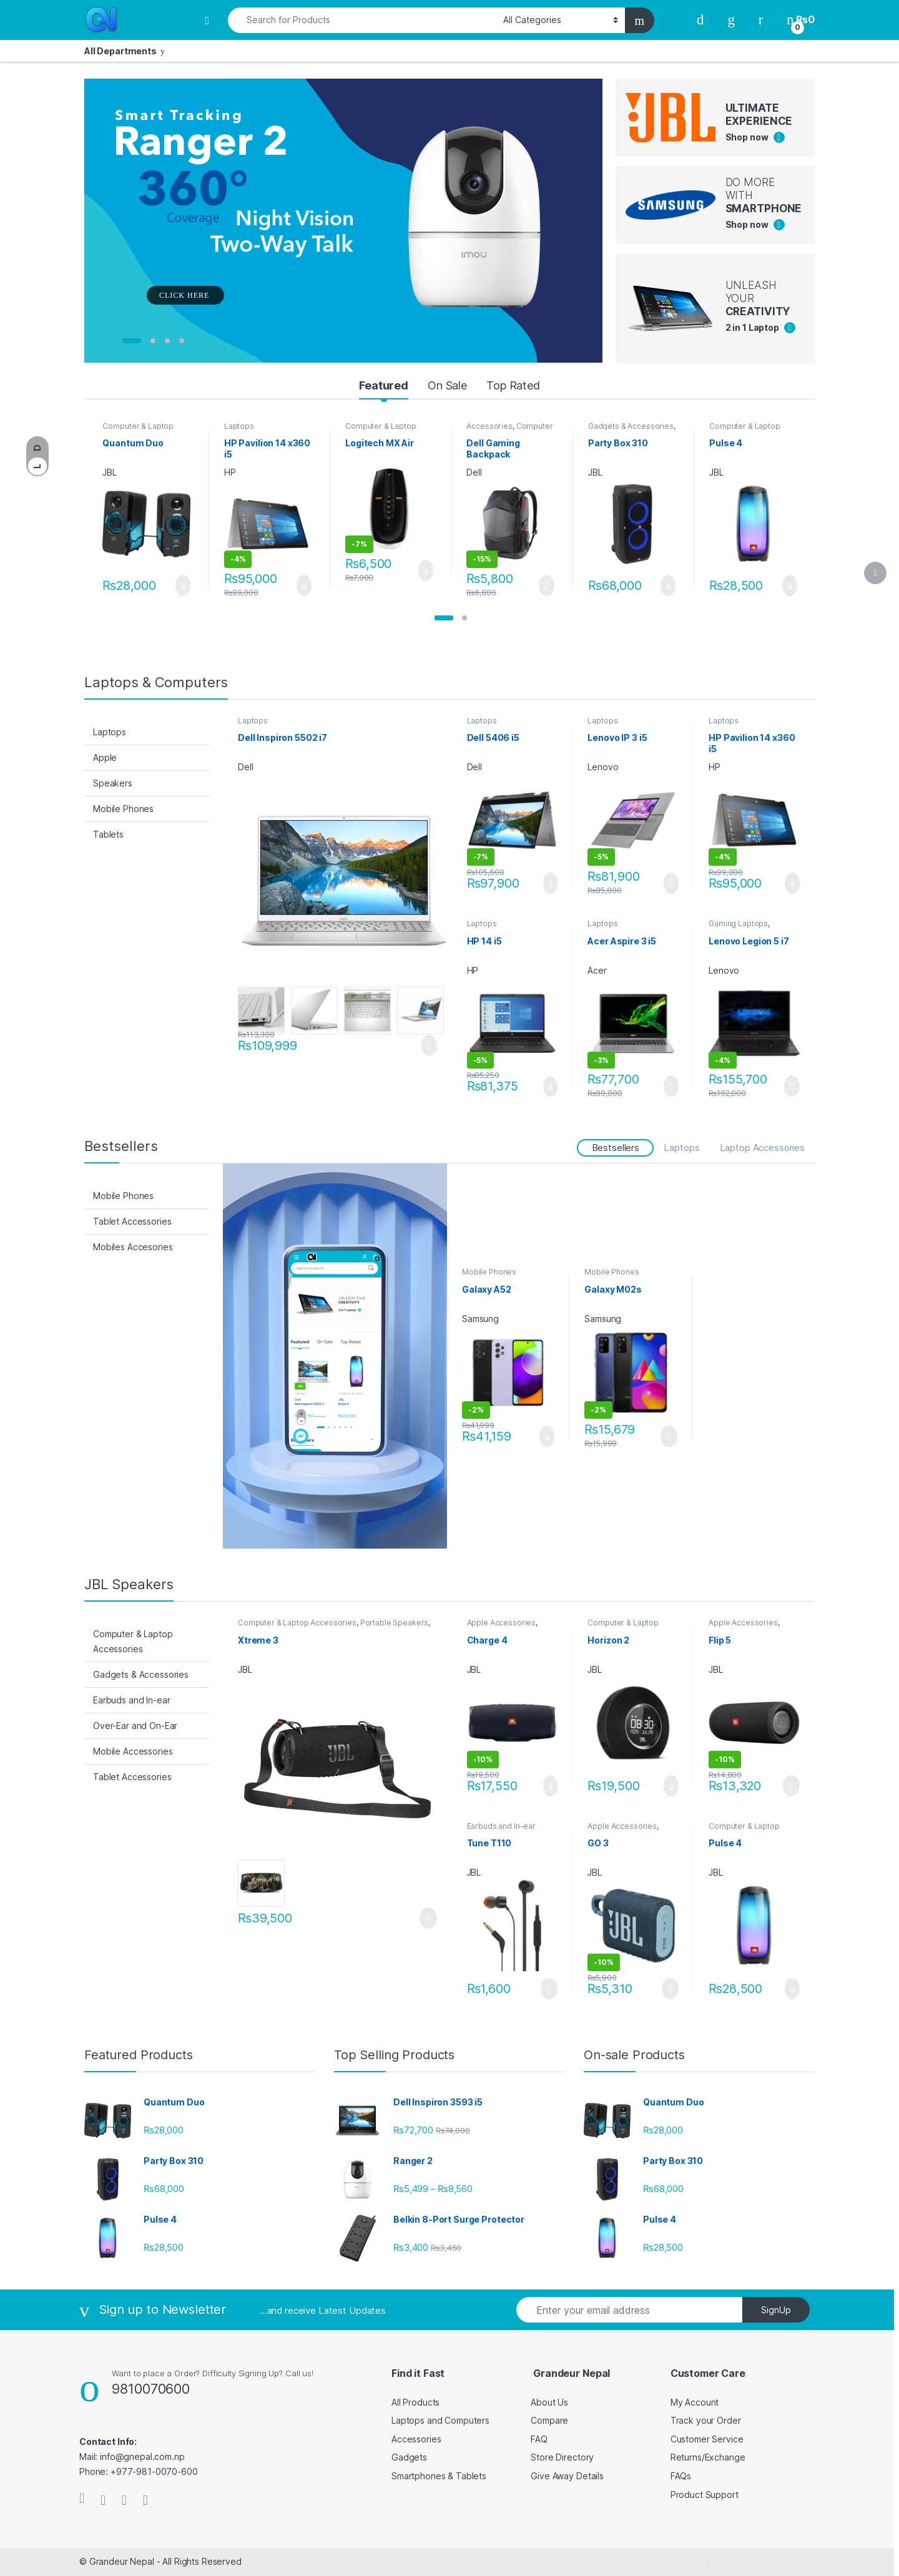 Search for Products
All Categories
m
d
g
r
n
₨0
0
All Departments v
Smart Tracking
Ranger 2
360°
Coverage
Night Vision
Two-Way Talk
imou
CLICK HERE
JBL
ULTIMATE
EXPERIENCE
Shop now
SAMSUNG
DO MORE
WITH
SMARTPHONE
Shop now
UNLEASH
YOUR
CREATIVITY
2 in 1 Laptop
Featured
On Sale
Top Rated
D
L
Computer & Laptop
Quantum Duo
JBL
₨28,000
Laptops
HP Pavilion 14 x360
i5
HP
-4%
₨95,000
₨99,000
Computer & Laptop
Logitech MX Air
-7%
₨6,500
₨7,000
Accessories, Computer
Dell Gaming
Backpack
Dell
-15%
₨5,800
₨6,800
Gadgets & Accessories,
Party Box 310
JBL
₨68,000
Computer & Laptop
Pulse 4
JBL
₨28,500
Laptops & Computers
Laptops
Apple
Speakers
Mobile Phones
Tablets
Laptops
Dell Inspiron 5502 i7
Dell
₨113,300
₨109,999
Laptops
Dell 5406 i5
Dell
-7%
₨105,600
₨97,900
Laptops
Lenovo IP 3 i5
Lenovo
-5%
₨81,900
₨85,800
Laptops
HP Pavilion 14 x360
i5
HP
-4%
₨99,000
₨95,000
Laptops
HP 14 i5
HP
-5%
₨85,250
₨81,375
Laptops
Acer Aspire 3 i5
Acer
-3%
₨77,700
₨80,000
Gaming Laptops,
Lenovo Legion 5 i7
Lenovo
-4%
₨155,700
₨162,000
Bestsellers
Bestsellers
Laptops
Laptop Accessories
Mobile Phones
Tablet Accessories
Mobiles Accesories
Search products
UNLEASH YOUR
CREATIVITY
Featured
On Sale
Top Rated
Mobile Phones
Galaxy A52
Samsung
-2%
₨41,999
₨41,159
Mobile Phones
Galaxy M02s
Samsung
-2%
₨15,679
₨15,999
JBL Speakers
Computer & Laptop
Accessories
Gadgets & Accessories
Earbuds and In-ear
Over-Ear and On-Ear
Mobile Accessories
Tablet Accessories
Computer & Laptop Accessories, Portable Speakers,
Xtreme 3
JBL
JBL
₨39,500
Apple Accessories,
Charge 4
JBL
-10%
₨19,500
₨17,550
Computer & Laptop
Horizon 2
JBL
08:30
₨19,500
Apple Accessories,
Flip 5
JBL
-10%
₨14,800
₨13,320
Earbuds and In-ear
Tune T110
JBL
₨1,600
Apple Accessories,
GO 3
JBL
JBL
-10%
₨5,900
₨5,310
Computer & Laptop
Pulse 4
JBL
₨28,500
Featured Products
Quantum Duo
₨28,000
Party Box 310
₨68,000
Pulse 4
₨28,500
Top Selling Products
Dell Inspiron 3593 i5
₨72,700 ₨74,000
Ranger 2
₨5,499 – ₨8,560
Belkin 8-Port Surge Protector
₨3,400 ₨3,450
On-sale Products
Quantum Duo
₨28,000
Party Box 310
₨68,000
Pulse 4
₨28,500
v Sign up to Newsletter
...and receive Latest Updates
Enter your email address
SignUp
Want to place a Order? Difficulty Signing Up? Call us!
9810070600
Contact Info:
Mail: info@gnepal.com.np
Phone: +977-981-0070-600
Find it Fast
All Products
Laptops and Computers
Accessories
Gadgets
Smartphones & Tablets
Grandeur Nepal
About Us
Compare
FAQ
Store Directory
Give Away Details
Customer Care
My Account
Track your Order
Customer Service
Returns/Exchange
FAQs
Product Support
© Grandeur Nepal - All Rights Reserved